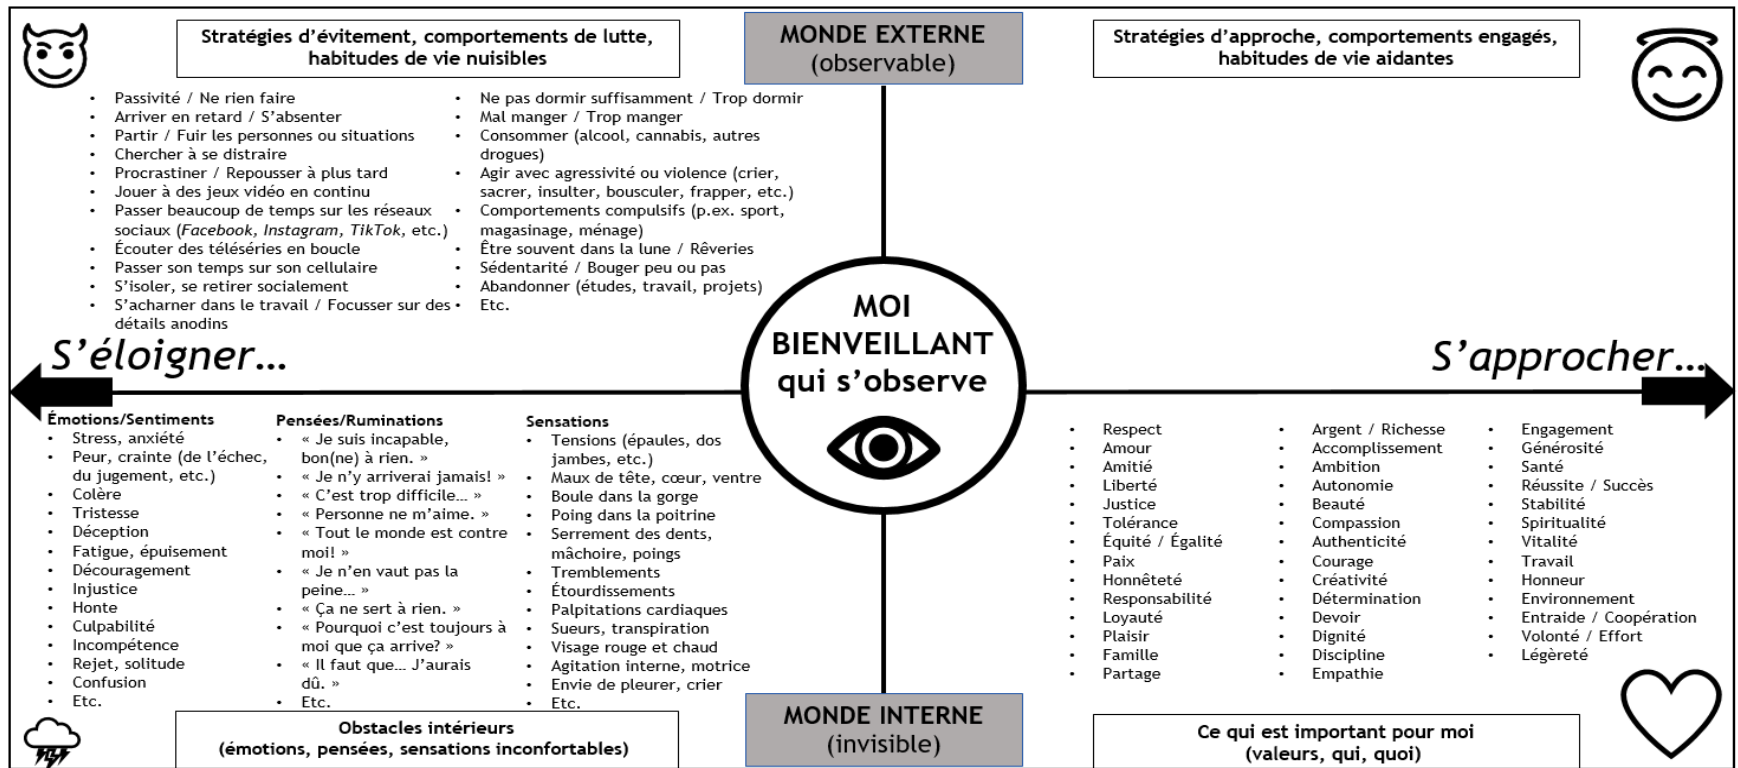 Stratégies d’évitement, comportements de lutte,
habitudes de vie nuisibles
MONDE EXTERNE
(observable)
Stratégies d’approche, comportements engagés,
habitudes de vie aidantes
• Passivité / Ne rien faire
• Arriver en retard / S’absenter
• Partir / Fuir les personnes ou situations
• Chercher à se distraire
• Procrastiner / Repousser à plus tard
• Jouer à des jeux vidéo en continu
• Passer beaucoup de temps sur les réseaux
sociaux (Facebook, Instagram, TikTok, etc.)
• Écouter des téléséries en boucle
• Passer son temps sur son cellulaire
• S’isoler, se retirer socialement
• S’acharner dans le travail / Focusser sur des
détails anodins
• Ne pas dormir suffisamment / Trop dormir
• Mal manger / Trop manger
• Consommer (alcool, cannabis, autres
drogues)
• Agir avec agressivité ou violence (crier,
sacrer, insulter, bousculer, frapper, etc.)
• Comportements compulsifs (p.ex. sport,
magasinage, ménage)
• Être souvent dans la lune / Rêveries
• Sédentarité / Bouger peu ou pas
• Abandonner (études, travail, projets)
• Etc.
MOI
BIENVEILLANT
qui s’observe
S’éloigner…
S’approcher…
Émotions/Sentiments
• Stress, anxiété
• Peur, crainte (de l’échec,
du jugement, etc.)
• Colère
• Tristesse
• Déception
• Fatigue, épuisement
• Découragement
• Injustice
• Honte
• Culpabilité
• Incompétence
• Rejet, solitude
• Confusion
• Etc.
Pensées/Ruminations
• « Je suis incapable,
bon(ne) à rien. »
• « Je n’y arriverai jamais! »
• « C’est trop difficile… »
• « Personne ne m’aime. »
• « Tout le monde est contre
moi! »
• « Je n’en vaut pas la
peine… »
• « Ça ne sert à rien. »
• « Pourquoi c’est toujours à
moi que ça arrive? »
• « Il faut que… J’aurais
dû. »
• Etc.
Sensations
• Tensions (épaules, dos
jambes, etc.)
• Maux de tête, cœur, ventre
• Boule dans la gorge
• Poing dans la poitrine
• Serrement des dents,
mâchoire, poings
• Tremblements
• Étourdissements
• Palpitations cardiaques
• Sueurs, transpiration
• Visage rouge et chaud
• Agitation interne, motrice
• Envie de pleurer, crier
• Etc.
• Respect
• Amour
• Amitié
• Liberté
• Justice
• Tolérance
• Équité / Égalité
• Paix
• Honnêteté
• Responsabilité
• Loyauté
• Plaisir
• Famille
• Partage
• Argent / Richesse
• Accomplissement
• Ambition
• Autonomie
• Beauté
• Compassion
• Authenticité
• Courage
• Créativité
• Détermination
• Devoir
• Dignité
• Discipline
• Empathie
• Engagement
• Générosité
• Santé
• Réussite / Succès
• Stabilité
• Spiritualité
• Vitalité
• Travail
• Honneur
• Environnement
• Entraide / Coopération
• Volonté / Effort
• Légèreté
Obstacles intérieurs
(émotions, pensées, sensations inconfortables)
MONDE INTERNE
(invisible)
Ce qui est important pour moi
(valeurs, qui, quoi)